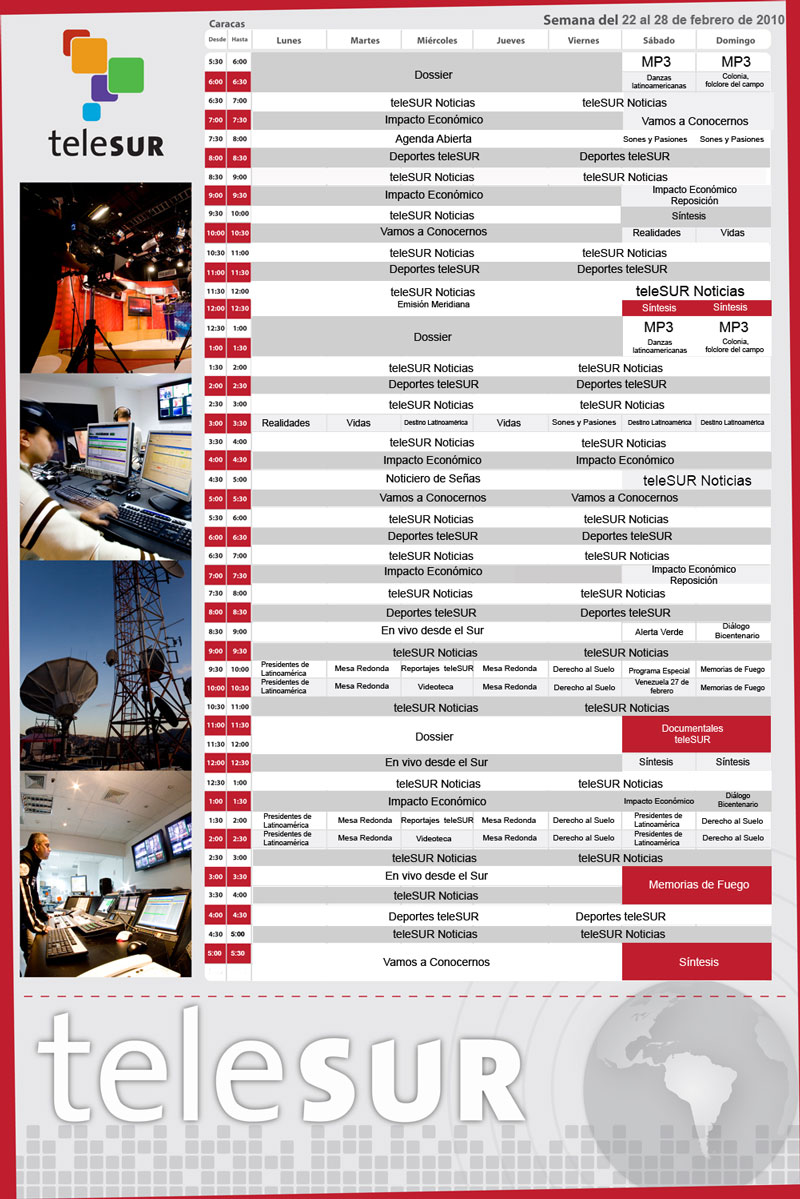 Caracas
Semana del 22 al 28 de febrero de 2010
Desde Hasta Lunes Martes Miércoles Jueves Viernes Sábado Domingo
teleSUR
5:30 6:00 MP3 MP3
Dossier
6:00 6:30 Danzas latinoamericanas Colonia, folclore del campo
6:30 7:00 teleSUR Noticias teleSUR Noticias
7:00 7:30 Impacto Económico Vamos a Conocernos
7:30 8:00 Agenda Abierta Sones y Pasiones Sones y Pasiones
8:00 8:30 Deportes teleSUR Deportes teleSUR
8:30 9:00 teleSUR Noticias teleSUR Noticias
9:00 9:30 Impacto Económico Impacto Económico Reposición
9:30 10:00 teleSUR Noticias Síntesis
10:00 10:30 Vamos a Conocernos Realidades Vidas
10:30 11:00 teleSUR Noticias teleSUR Noticias
11:00 11:30 Deportes teleSUR Deportes teleSUR
11:30 12:00 teleSUR Noticias teleSUR Noticias
Emisión Meridiana
12:00 12:30 Síntesis Síntesis
12:30 1:00 MP3 MP3
Dossier
1:00 1:30 Danzas latinoamericanas Colonia, folclore del campo
1:30 2:00 teleSUR Noticias teleSUR Noticias
2:00 2:30 Deportes teleSUR Deportes teleSUR
2:30 3:00 teleSUR Noticias teleSUR Noticias
3:00 3:30 Realidades Vidas Destino Latinoamérica Vidas Sones y Pasiones Destino Latinoamérica Destino Latinoamérica
3:30 4:00 teleSUR Noticias teleSUR Noticias
4:00 4:30 Impacto Económico Impacto Económico
4:30 5:00 Noticiero de Señas teleSUR Noticias
5:00 5:30 Vamos a Conocernos Vamos a Conocernos
5:30 6:00 teleSUR Noticias teleSUR Noticias
6:00 6:30 Deportes teleSUR Deportes teleSUR
6:30 7:00 teleSUR Noticias teleSUR Noticias
7:00 7:30 Impacto Económico Impacto Económico Reposición
7:30 8:00 teleSUR Noticias teleSUR Noticias
8:00 8:30 Deportes teleSUR Deportes teleSUR
8:30 9:00 En vivo desde el Sur Alerta Verde Diálogo Bicentenario
9:00 9:30 teleSUR Noticias teleSUR Noticias
9:30 10:00 Presidentes de Latinoamérica Mesa Redonda Reportajes teleSUR Mesa Redonda Derecho al Suelo Programa Especial Memorias de Fuego
10:00 10:30 Presidentes de Latinoamérica Mesa Redonda Videoteca Mesa Redonda Derecho al Suelo Venezuela 27 de febrero Memorias de Fuego
10:30 11:00 teleSUR Noticias teleSUR Noticias
11:00 11:30 Documentales
Dossier
11:30 12:00 teleSUR
12:00 12:30 En vivo desde el Sur Síntesis Síntesis
12:30 1:00 teleSUR Noticias teleSUR Noticias
1:00 1:30 Impacto Económico Impacto Económico Diálogo Bicentenario
1:30 2:00 Presidentes de Latinoamérica Mesa Redonda Reportajes teleSUR Mesa Redonda Derecho al Suelo Presidentes de Latinoamérica Derecho al Suelo
2:00 2:30 Presidentes de Latinoamérica Mesa Redonda Videoteca Mesa Redonda Derecho al Suelo Presidentes de Latinoamérica Derecho al Suelo
2:30 3:00 teleSUR Noticias teleSUR Noticias
3:00 3:30 En vivo desde el Sur
Memorias de Fuego
3:30 4:00 teleSUR Noticias
4:00 4:30 Deportes teleSUR Deportes teleSUR
4:30 5:00 teleSUR Noticias teleSUR Noticias
5:00 5:30 Vamos a Conocernos Síntesis
teleSUR